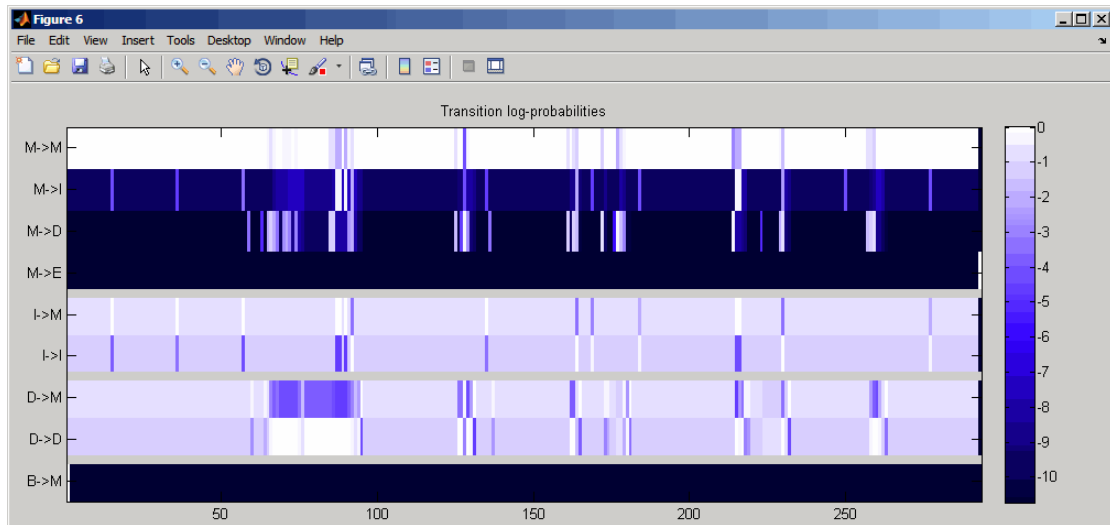 Figure 6
File Edit View Insert Tools Desktop Window Help
Transition log-probabilities
M->M
M->I
M->D
M->E
I->M
I->I
D->M
D->D
B->M
50 100 150 200 250
0
-1
-2
-3
-4
-5
-6
-7
-8
-9
-10